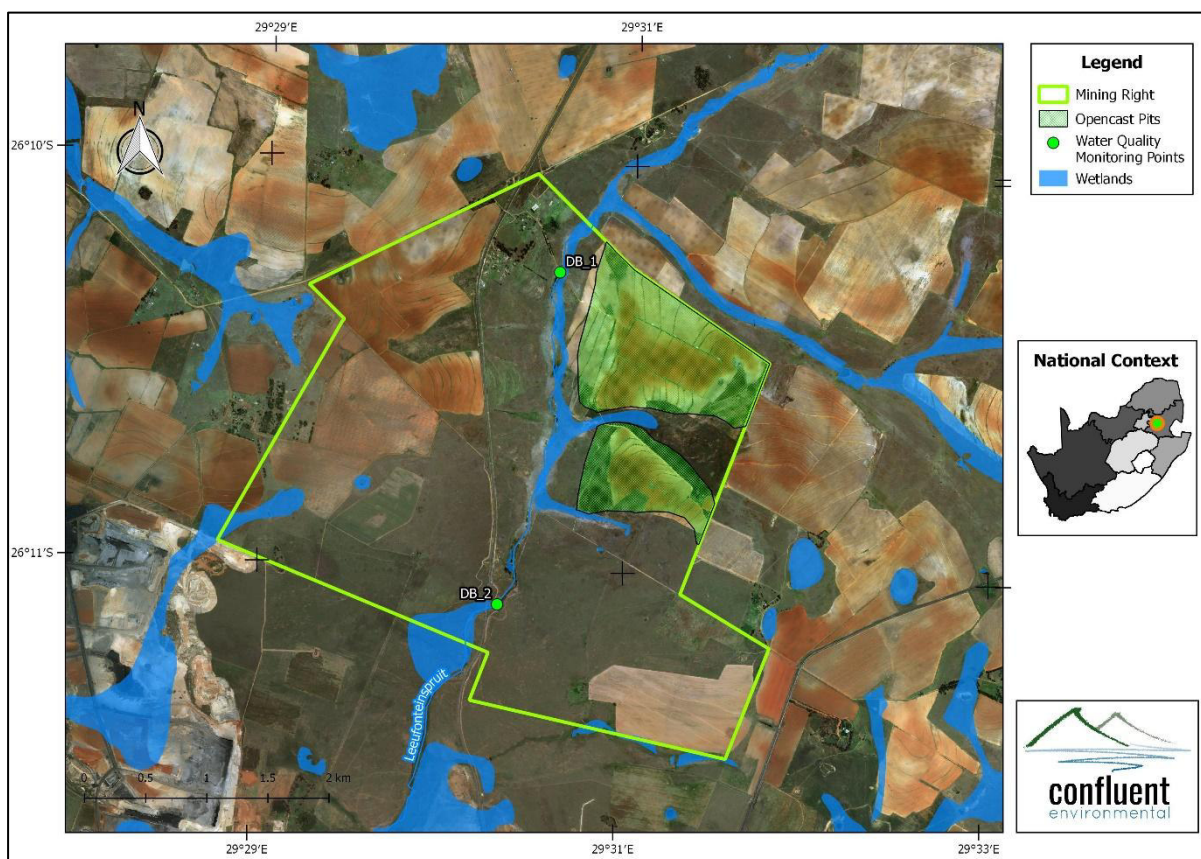 29°29'E
29°31'E
26°10'S
N
DB_1
26°11'S
DB_2
Leeufonteinspruit
0 0.5 1 1.5 2 km
29°29'E
29°31'E
29°33'E
Legend
Mining Right
Opencast Pits
Water Quality
Monitoring Points
Wetlands
National Context
confluent
environmental